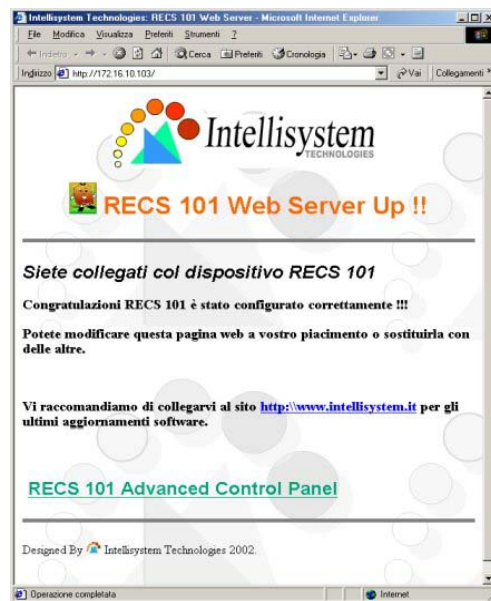 Intellisystem Technologies: RECS 101 Web Server - Microsoft Internet Explorer
File Modifica Visualizza Preferiti Strumenti ?
Indietro Cerca Preferiti Cronologia
Indirizzo http://172.16.10.103/ Vai Collegamenti »
Intellisystem
TECHNOLOGIES
RECS 101 Web Server Up !!
Siete collegati col dispositivo RECS 101
Congratulazioni RECS 101 è stato configurato correttamente !!!
Potete modificare questa pagina web a vostro piacimento o sostituirla con
delle altre.
Vi raccomandiamo di collegarvi al sito http:\\www.intellisystem.it per gli
ultimi aggiornamenti software.
RECS 101 Advanced Control Panel
Designed By Intellisystem Technologies 2002.
Operazione completata Internet